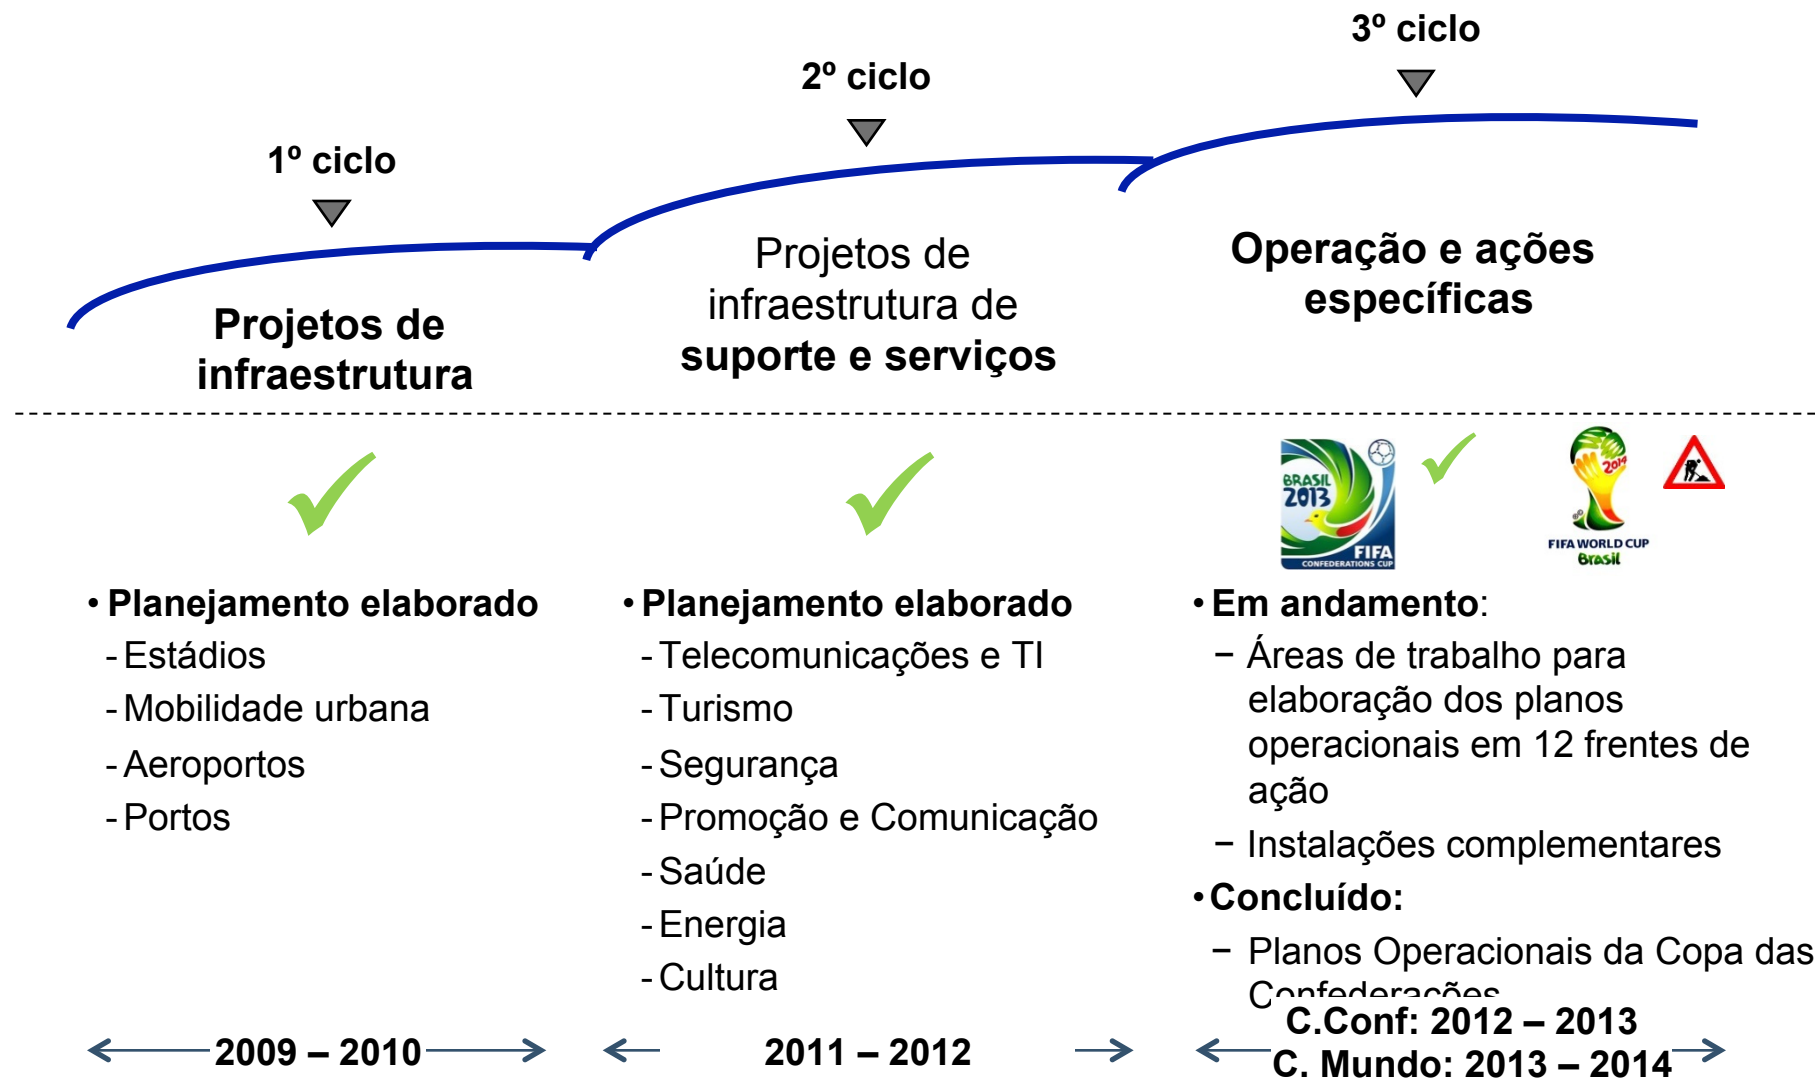 1º ciclo
2º ciclo
3º ciclo
Projetos de
infraestrutura
Projetos de
infraestrutura de
suporte e serviços
Operação e ações
específicas
BRASIL
2013
FIFA
CONFEDERATIONS CUP
2014
FIFA WORLD CUP
Brasil
• Planejamento elaborado
- Estádios
- Mobilidade urbana
- Aeroportos
- Portos
2009 – 2010
• Planejamento elaborado
- Telecomunicações e TI
- Turismo
- Segurança
- Promoção e Comunicação
- Saúde
- Energia
- Cultura
2011 – 2012
• Em andamento:
– Áreas de trabalho para
elaboração dos planos
operacionais em 12 frentes de
ação
– Instalações complementares
• Concluído:
– Planos Operacionais da Copa das
Confederações
C.Conf: 2012 – 2013
C. Mundo: 2013 – 2014